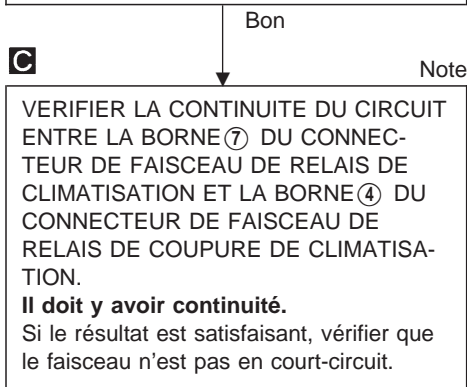 Bon
C
Note
VERIFIER LA CONTINUITE DU CIRCUIT
ENTRE LA BORNE ⑦ DU CONNEC-
TEUR DE FAISCEAU DE RELAIS DE
CLIMATISATION ET LA BORNE ④ DU
CONNECTEUR DE FAISCEAU DE
RELAIS DE COUPURE DE CLIMATISA-
TION.
Il doit y avoir continuité.
Si le résultat est satisfaisant, vérifier que
le faisceau n'est pas en court-circuit.